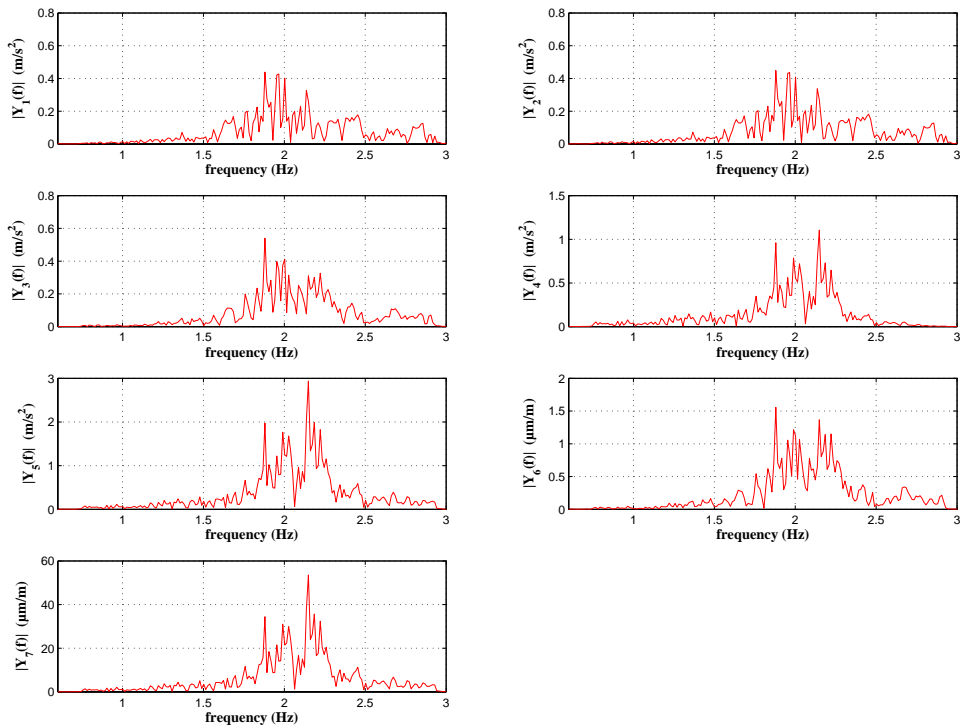 0.8
0.6
0.4
0.2
0
|Y1(f)| (m/s²)
1 1.5 2 2.5 3
frequency (Hz)
0.8
0.6
0.4
0.2
0
|Y2(f)| (m/s²)
1 1.5 2 2.5 3
frequency (Hz)
0.8
0.6
0.4
0.2
0
|Y3(f)| (m/s²)
1 1.5 2 2.5 3
frequency (Hz)
1.5
1
0.5
0
|Y4(f)| (m/s²)
1 1.5 2 2.5 3
frequency (Hz)
3
2
1
0
|Y5(f)| (m/s²)
1 1.5 2 2.5 3
frequency (Hz)
2
1.5
1
0.5
0
|Y6(f)| (μm/m)
1 1.5 2 2.5 3
frequency (Hz)
60
40
20
0
|Y7(f)| (μm/m)
1 1.5 2 2.5 3
frequency (Hz)